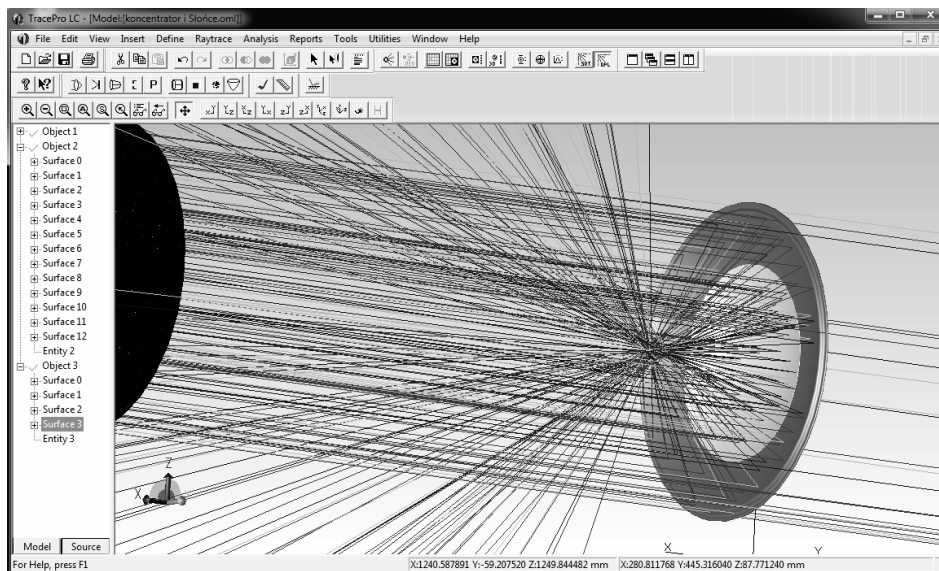 TracePro LC - [Model:[koncentrator i Słońce.oml]]
File Edit View Insert Define Raytrace Analysis Reports Tools Utilities Window Help
Object 1
Object 2
Surface 0
Surface 1
Surface 2
Surface 3
Surface 4
Surface 5
Surface 6
Surface 7
Surface 8
Surface 9
Surface 10
Surface 11
Surface 12
Entity 2
Object 3
Surface 0
Surface 1
Surface 2
Surface 3
Entity 3
Z
X
X Y
Model Source
For Help, press F1 X:1240.587891 Y:-59.207520 Z:1249.844482 mm X:280.811768 Y:445.316040 Z:87.771240 mm